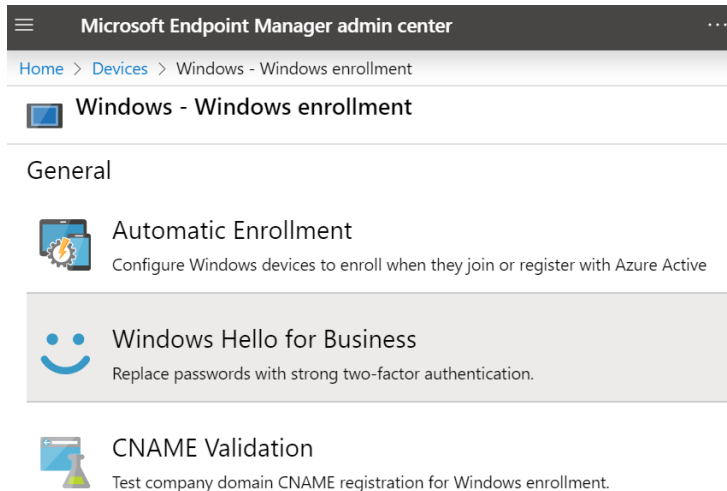 Microsoft Endpoint Manager admin center
Home > Devices > Windows - Windows enrollment
Windows - Windows enrollment
General
Automatic Enrollment
Configure Windows devices to enroll when they join or register with Azure Active
Windows Hello for Business
Replace passwords with strong two-factor authentication.
CNAME Validation
Test company domain CNAME registration for Windows enrollment.